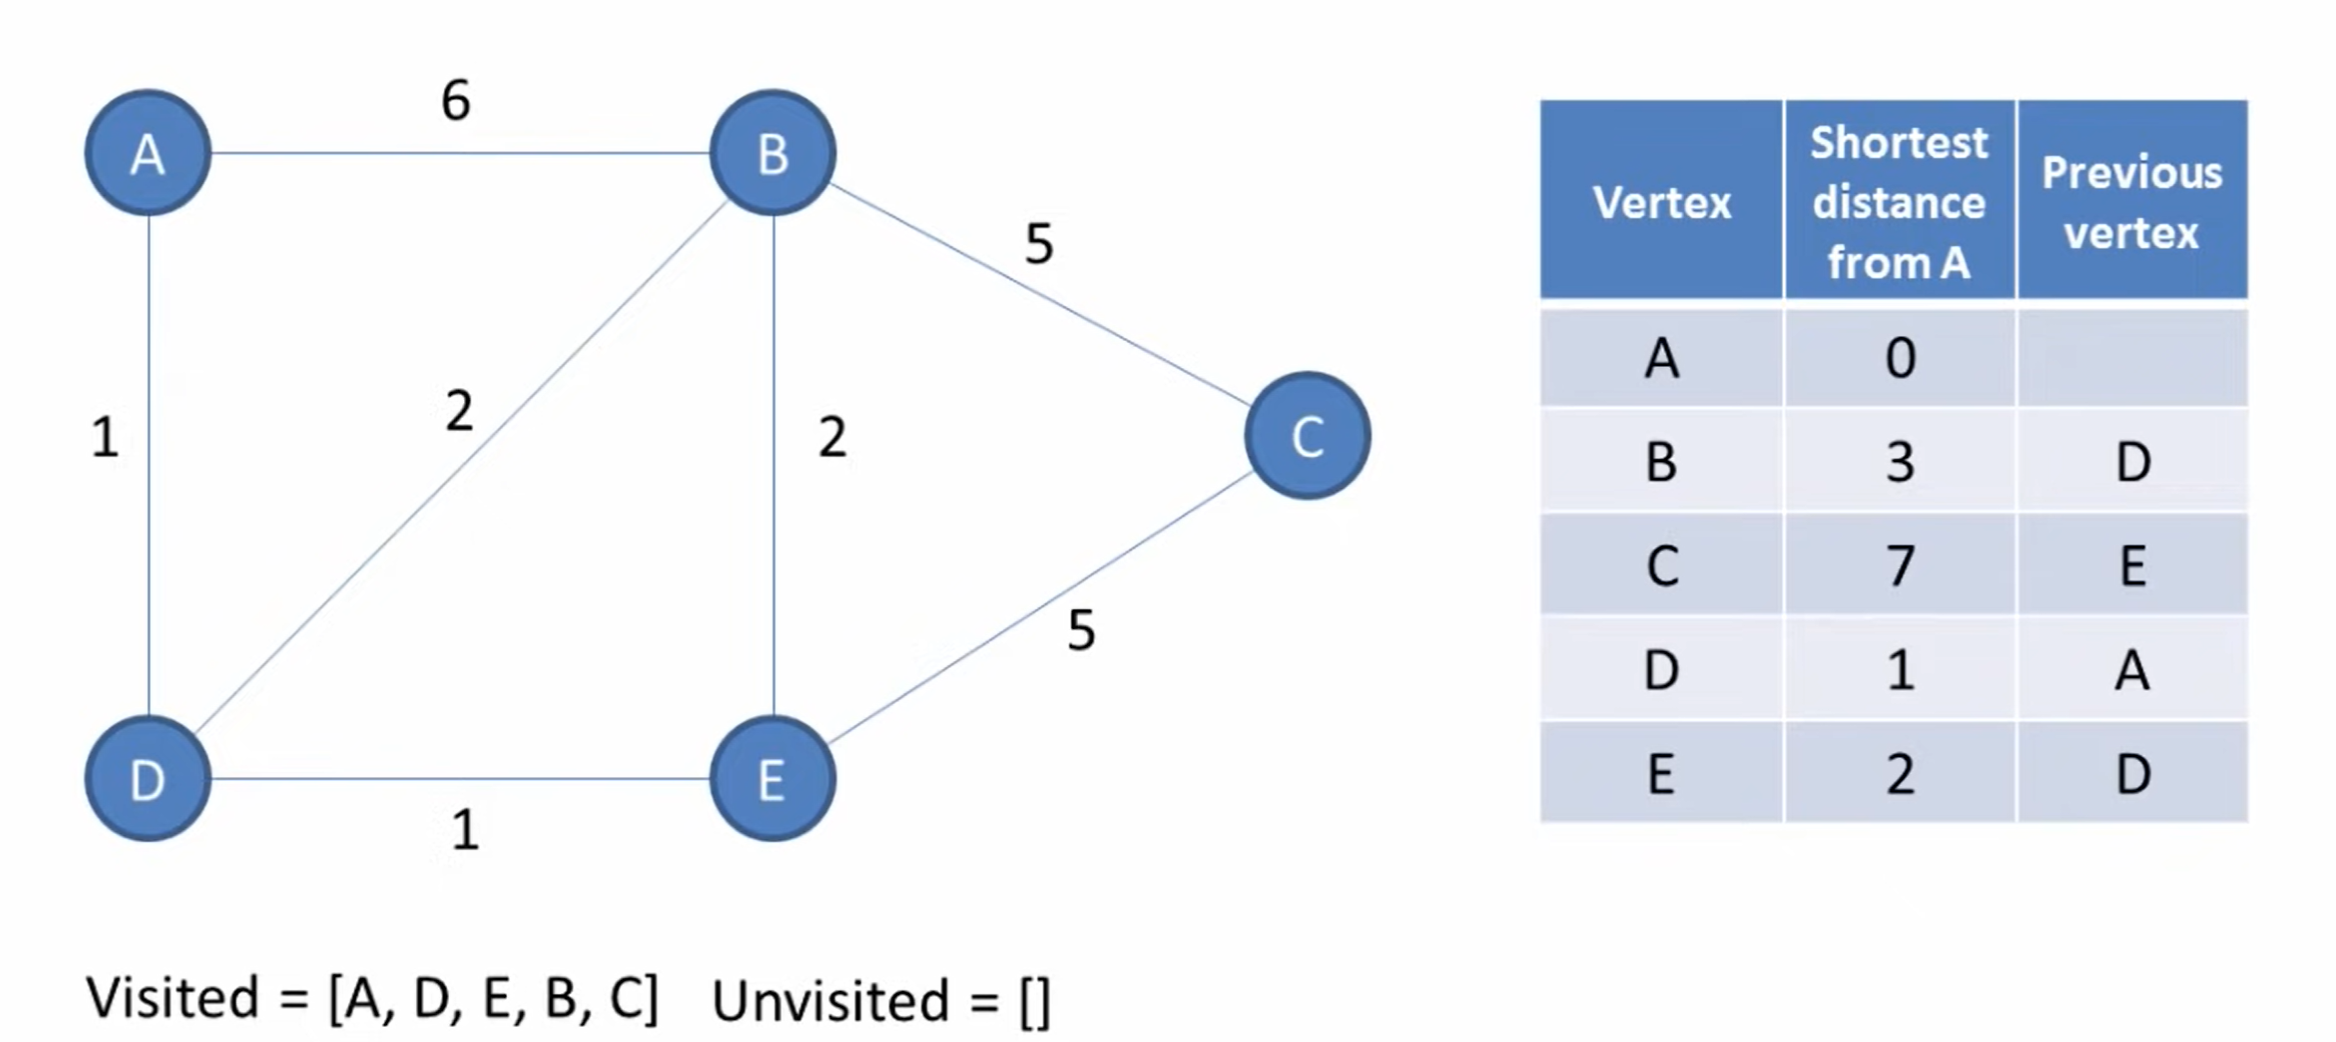 6
A
B
5
1
2
2
C
5
D
E
1
Vertex
Shortest
distance
from A
Previous
vertex
A 0
B 3 D
C 7 E
D 1 A
E 2 D
Visited = [A, D, E, B, C] Unvisited = []